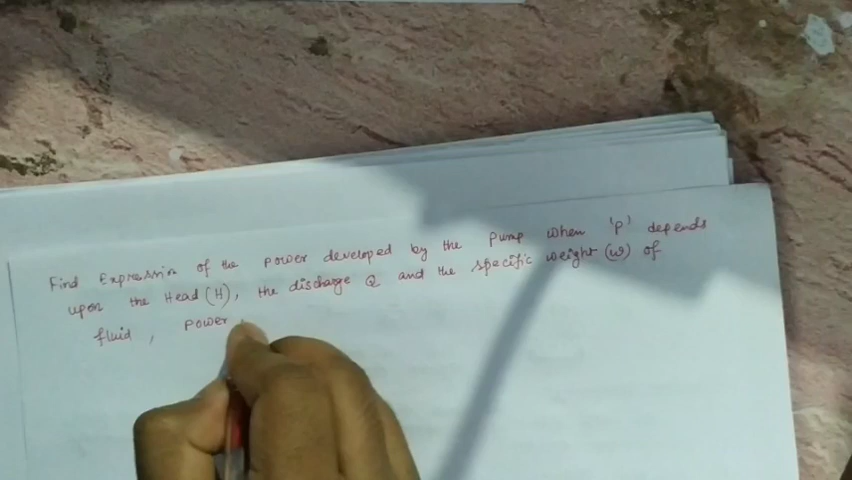 Find Expression of the power developed by the pump when 'p' depends
upon the Head (H), the discharge Q and the specific weight (w) of
fluid, power